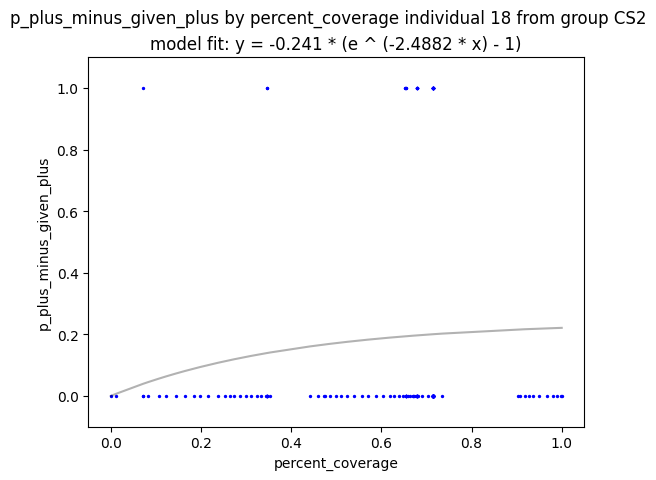 p_plus_minus_given_plus by percent_coverage individual 18 from group CS2
model fit: y = -0.241 * (e ^ (-2.4882 * x) - 1)
1.0
0.8
0.6
0.4
0.2
0.0
p_plus_minus_given_plus
0.0 0.2 0.4 0.6 0.8 1.0
percent_coverage